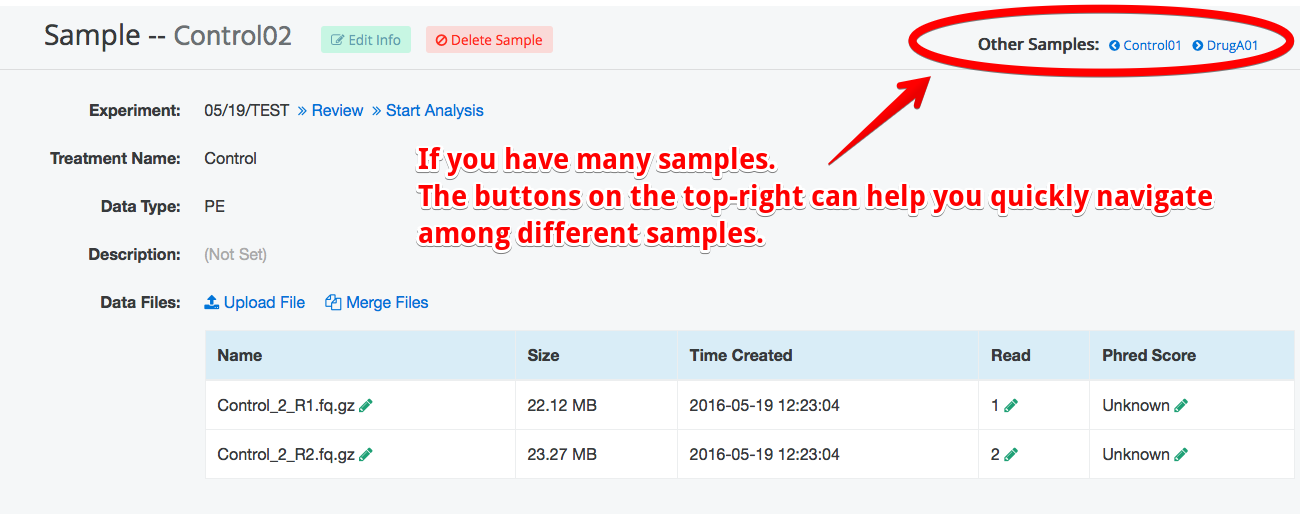 Sample -- Control02 Edit Info Delete Sample Other Samples: Control01 DrugA01
Experiment: 05/19/TEST » Review » Start Analysis
Treatment Name: Control
If you have many samples.
The buttons on the top-right can help you quickly navigate
among different samples.
Data Type: PE
Description: (Not Set)
Data Files: Upload File Merge Files
Name Size Time Created Read Phred Score
Control_2_R1.fq.gz 22.12 MB 2016-05-19 12:23:04 1 Unknown
Control_2_R2.fq.gz 23.27 MB 2016-05-19 12:23:04 2 Unknown